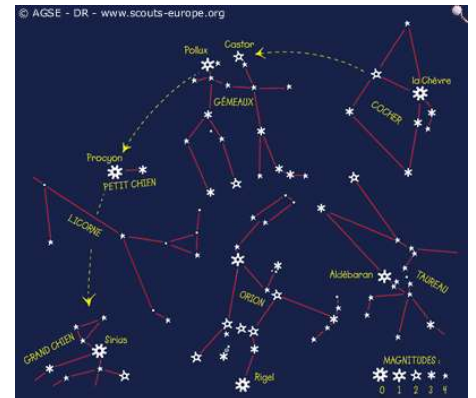 © AGSE - DR - www.scouts-europe.org
Pollux
Castor
la Chèvre
GÉMEAUX
COCHER
Procyon
PETIT CHIEN
LICORNE
Aldébaran
TAUREAU
ORION
GRAND CHIEN
Sirius
Rigel
MAGNITUDES :
0 1 2 3 4